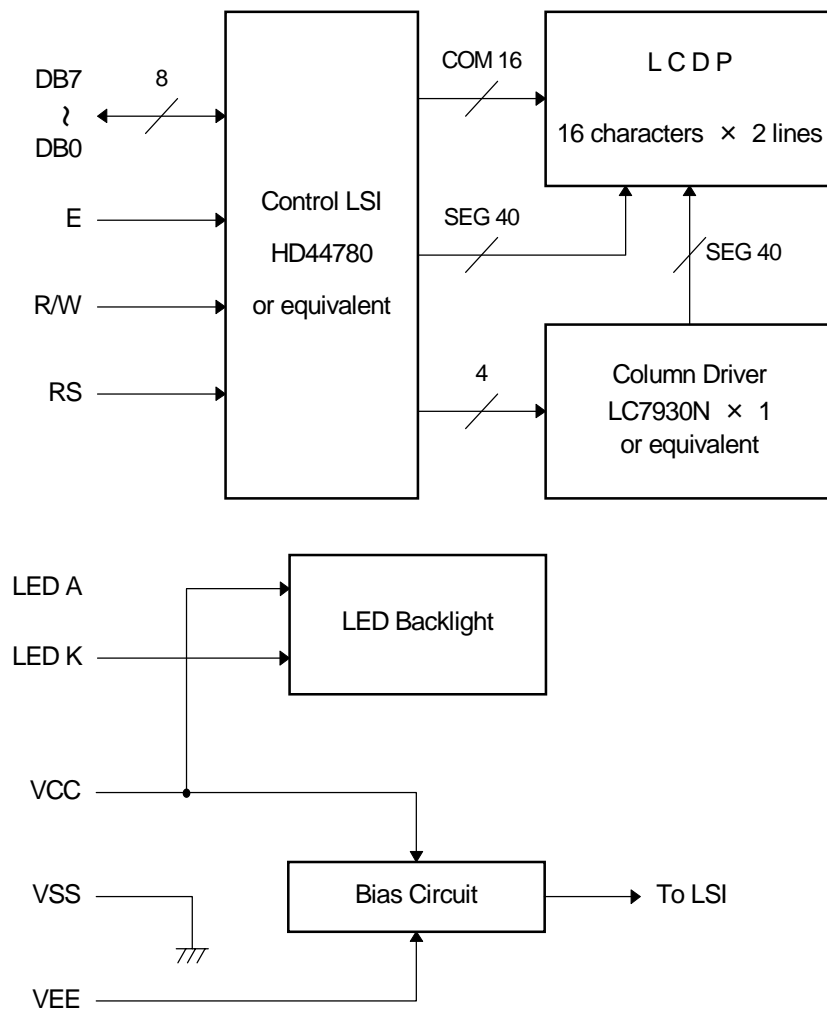 DB7
~
DB0
8
E
R/W
RS
Control LSI
HD44780
or equivalent
COM 16
SEG 40
4
L C D P
16 characters × 2 lines
SEG 40
Column Driver
LC7930N × 1
or equivalent
LED A
LED K
LED Backlight
VCC
VSS
VEE
Bias Circuit
To LSI